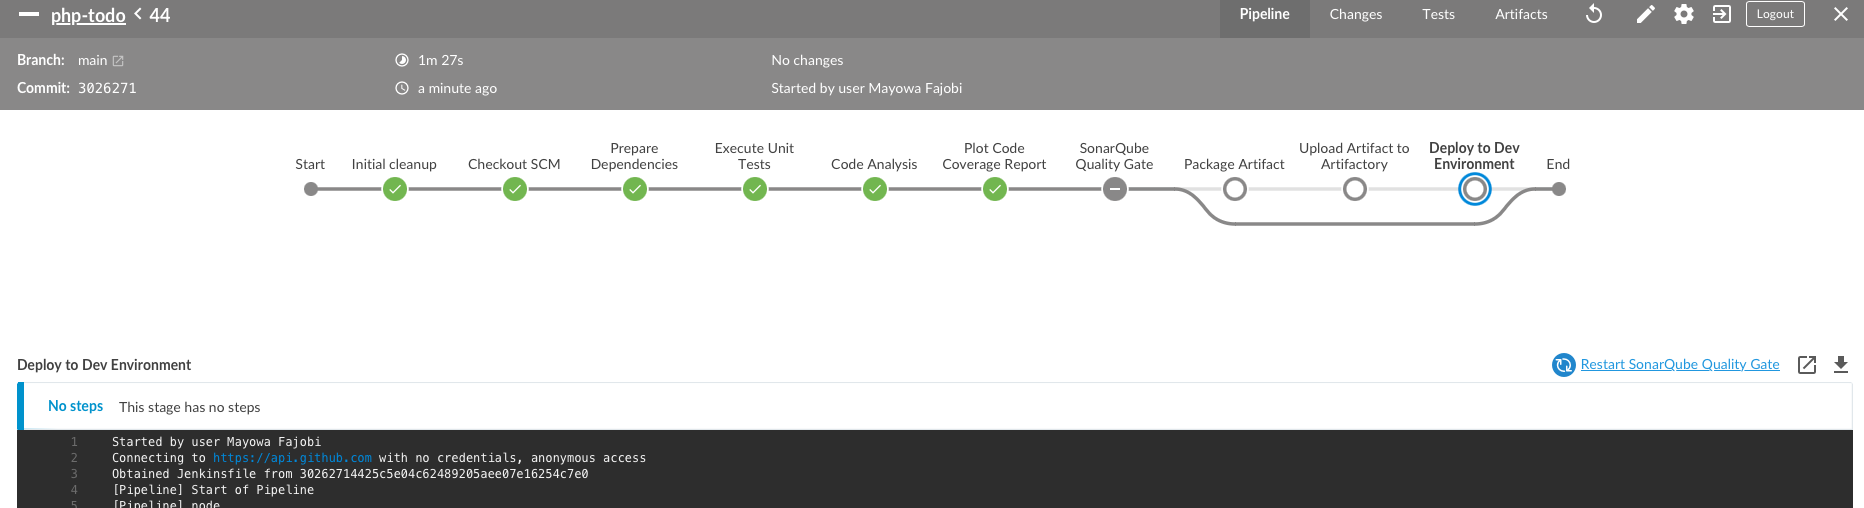 php-todo < 44
Pipeline Changes Tests Artifacts Logout
Branch: main 1m 27s No changes
Commit: 3026271 a minute ago Started by user Mayowa Fajobi
Start
Initial cleanup
Checkout SCM
Prepare
Dependencies
Execute Unit
Tests
Code Analysis
Plot Code
Coverage Report
SonarQube
Quality Gate
Package Artifact
Upload Artifact to
Artifactory
Deploy to Dev
Environment
End
Deploy to Dev Environment Restart SonarQube Quality Gate
No steps This stage has no steps
1 Started by user Mayowa Fajobi
2 Connecting to https://api.github.com with no credentials, anonymous access
3 Obtained Jenkinsfile from 30262714425c5e04c62489205aee07e16254c7e0
4 [Pipeline] Start of Pipeline
5 [Pipeline] node